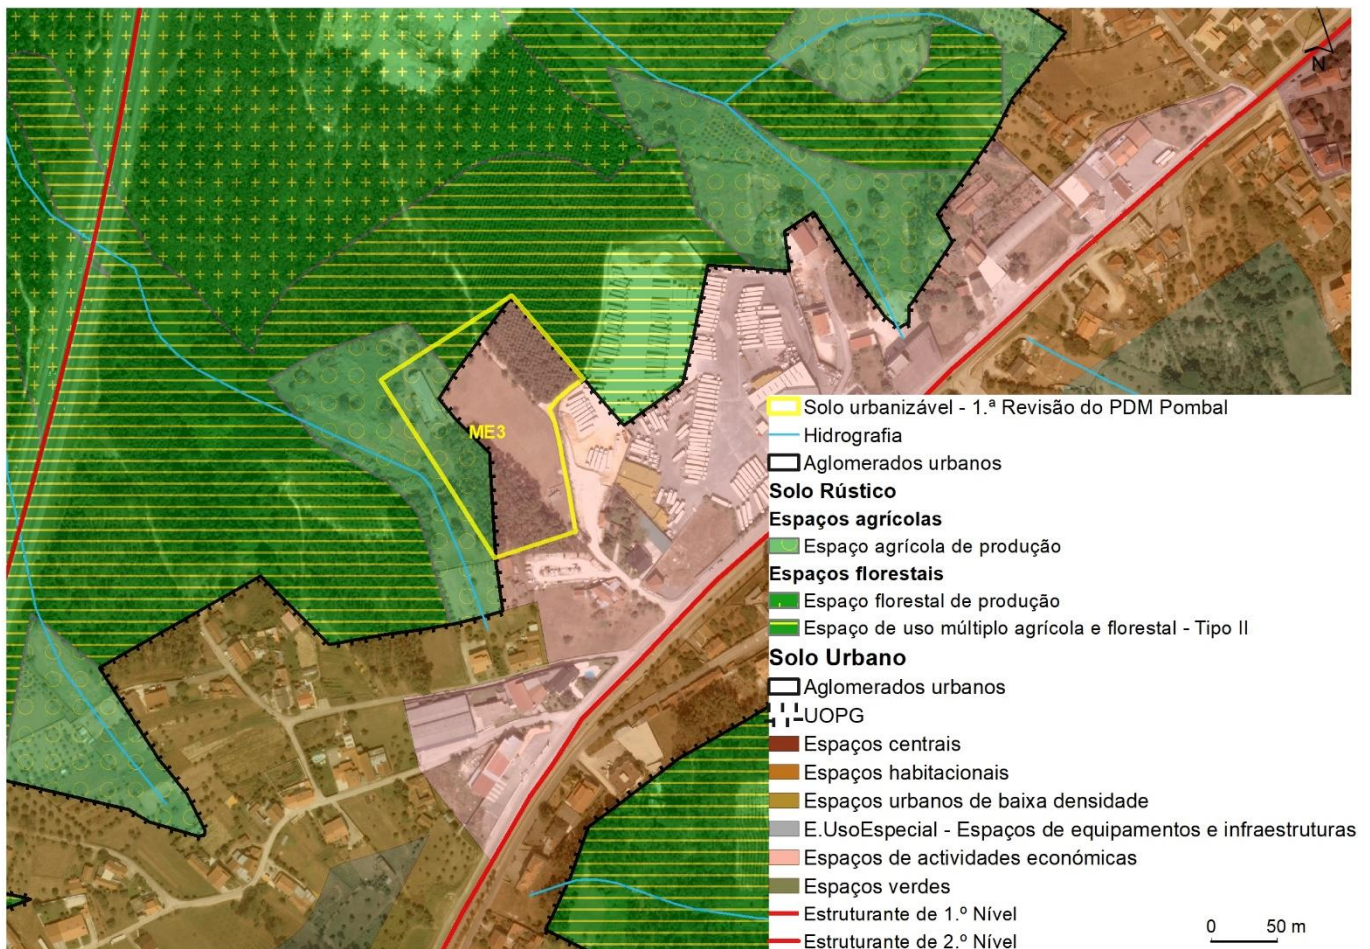 N
ME3
Solo urbanizável - 1.ª Revisão do PDM Pombal
Hidrografia
Aglomerados urbanos
Solo Rústico
Espaços agrícolas
Espaço agrícola de produção
Espaços florestais
Espaço florestal de produção
Espaço de uso múltiplo agrícola e florestal - Tipo II
Solo Urbano
Aglomerados urbanos
UOPG
Espaços centrais
Espaços habitacionais
Espaços urbanos de baixa densidade
E.UsoEspecial - Espaços de equipamentos e infraestruturas
Espaços de actividades económicas
Espaços verdes
Estruturante de 1.º Nível
Estruturante de 2.º Nível
0 50 m